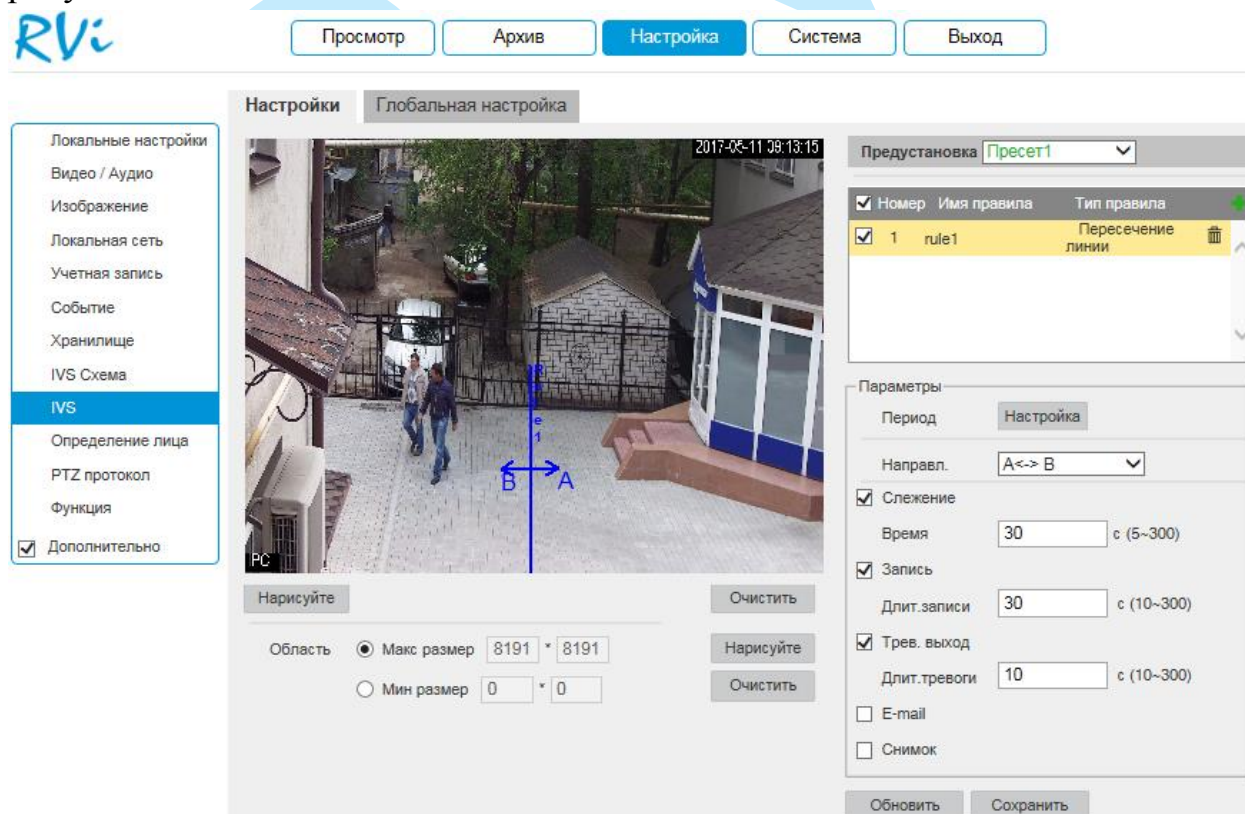 RVi
Просмотр
Архив
Настройка
Система
Выход
Настройки
Глобальная настройка
Локальные настройки
Видео / Аудио
Изображение
Локальная сеть
Учетная запись
Событие
Хранилище
IVS Схема
IVS
Определение лица
PTZ протокол
Функция
Дополнительно
2017-05-11 09:13:15
Rule1
B
A
PC
Нарисуйте
Очистить
Область
Макс размер 8191 * 8191
Нарисуйте
Мин размер 0 * 0
Очистить
Предустановка Пресет1
Номер Имя правила Тип правила
1 rule1 Пересечение
линии
Параметры
Период Настройка
Направл. A<-> B
Слежение
Время 30 с (5~300)
Запись
Длит.записи 30 с (10~300)
Трев. выход
Длит.тревоги 10 с (10~300)
E-mail
Снимок
Обновить
Сохранить